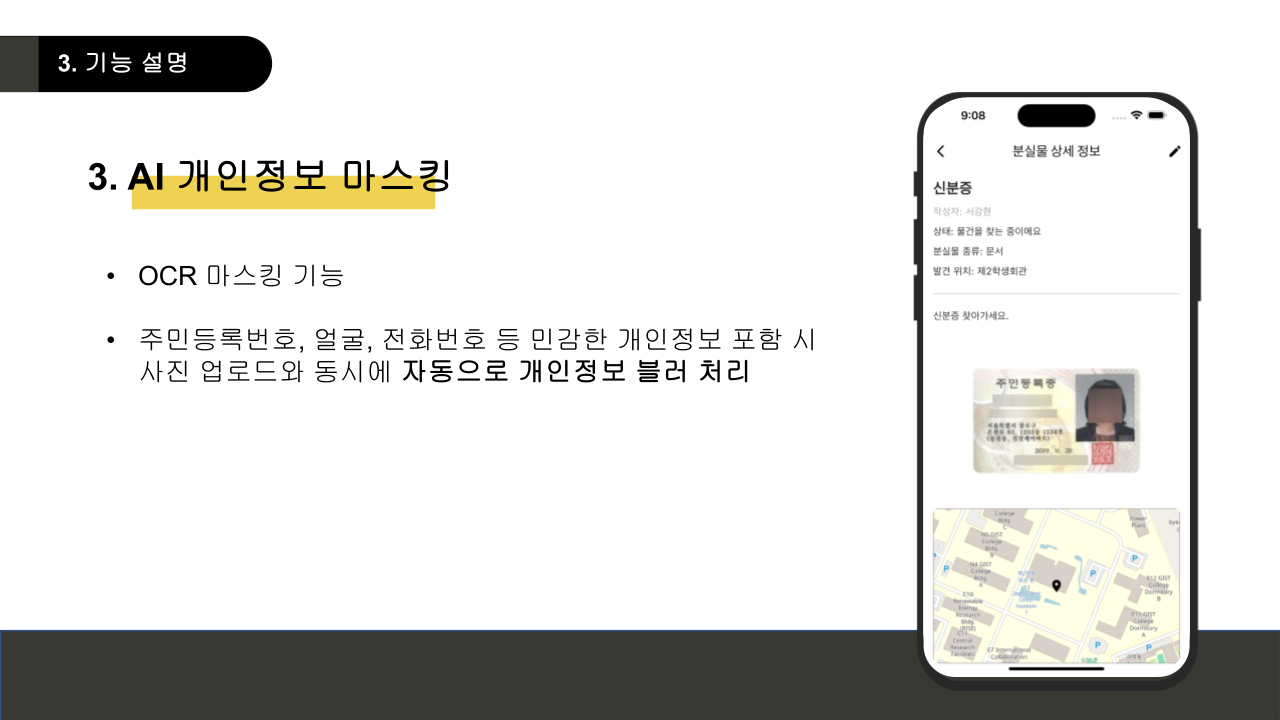 3. 기능 설명
3. AI 개인정보 마스킹
• OCR 마스킹 기능
• 주민등록번호, 얼굴, 전화번호 등 민감한 개인정보 포함 시
사진 업로드와 동시에 자동으로 개인정보 블러 처리
9:08
분실물 상세 정보
신분증
작성자: 서강현
상태: 물건을 찾는 중이에요
분실물 종류: 문서
발견 위치: 제2학생회관
신분증 찾아가세요.
주민등록증
College
Bldg.
C
Power
Plant
N5 GIST
College
Bldg.
B
N4 GIST
College
Bldg.
A
P
P
P
E12 GIST
College
Dormitory
B
Renewable
Energy
Research
Bldg.
(RISE)
E11 GIST
College
Dormitory
A
Central
Research
Facilities
E7 International
Collaboration
P
P